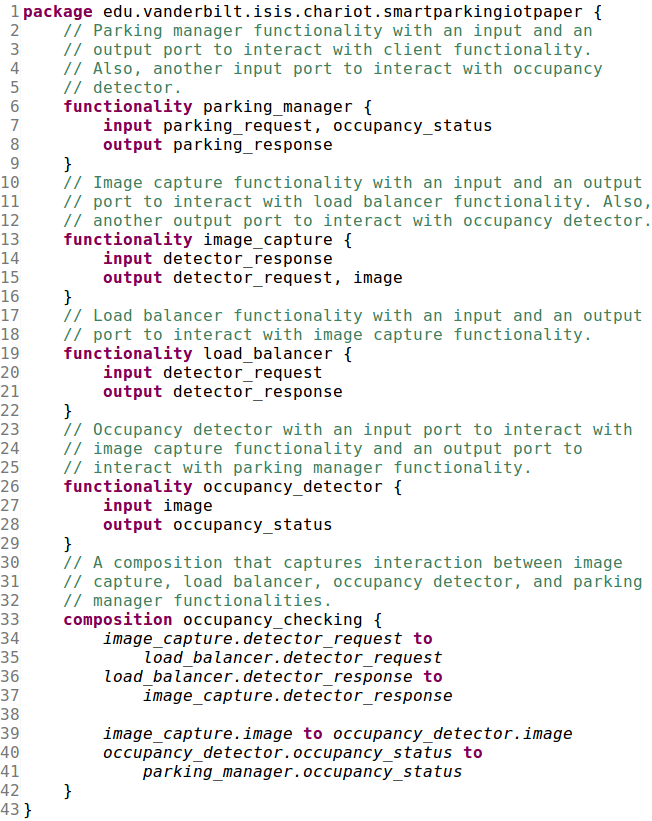 1 package edu.vanderbilt.isis.chariot.smartparkingiotpaper {
2     // Parking manager functionality with an input and an
3     // output port to interact with client functionality.
4     // Also, another input port to interact with occupancy
5     // detector.
6     functionality parking_manager {
7         input parking_request, occupancy_status
8         output parking_response
9     }
10     // Image capture functionality with an input and an output
11     // port to interact with load balancer functionality. Also,
12     // another output port to interact with occupancy detector.
13     functionality image_capture {
14         input detector_response
15         output detector_request, image
16     }
17     // Load balancer functionality with an input and an output
18     // port to interact with image capture functionality.
19     functionality load_balancer {
20         input detector_request
21         output detector_response
22     }
23     // Occupancy detector with an input port to interact with
24     // image capture functionality and an output port to
25     // interact with parking manager functionality.
26     functionality occupancy_detector {
27         input image
28         output occupancy_status
29     }
30     // A composition that captures interaction between image
31     // capture, load balancer, occupancy detector, and parking
32     // manager functionalities.
33     composition occupancy_checking {
34         image_capture.detector_request to
35             load_balancer.detector_request
36         load_balancer.detector_response to
37             image_capture.detector_response
38
39         image_capture.image to occupancy_detector.image
40         occupancy_detector.occupancy_status to
41             parking_manager.occupancy_status
42     }
43 }